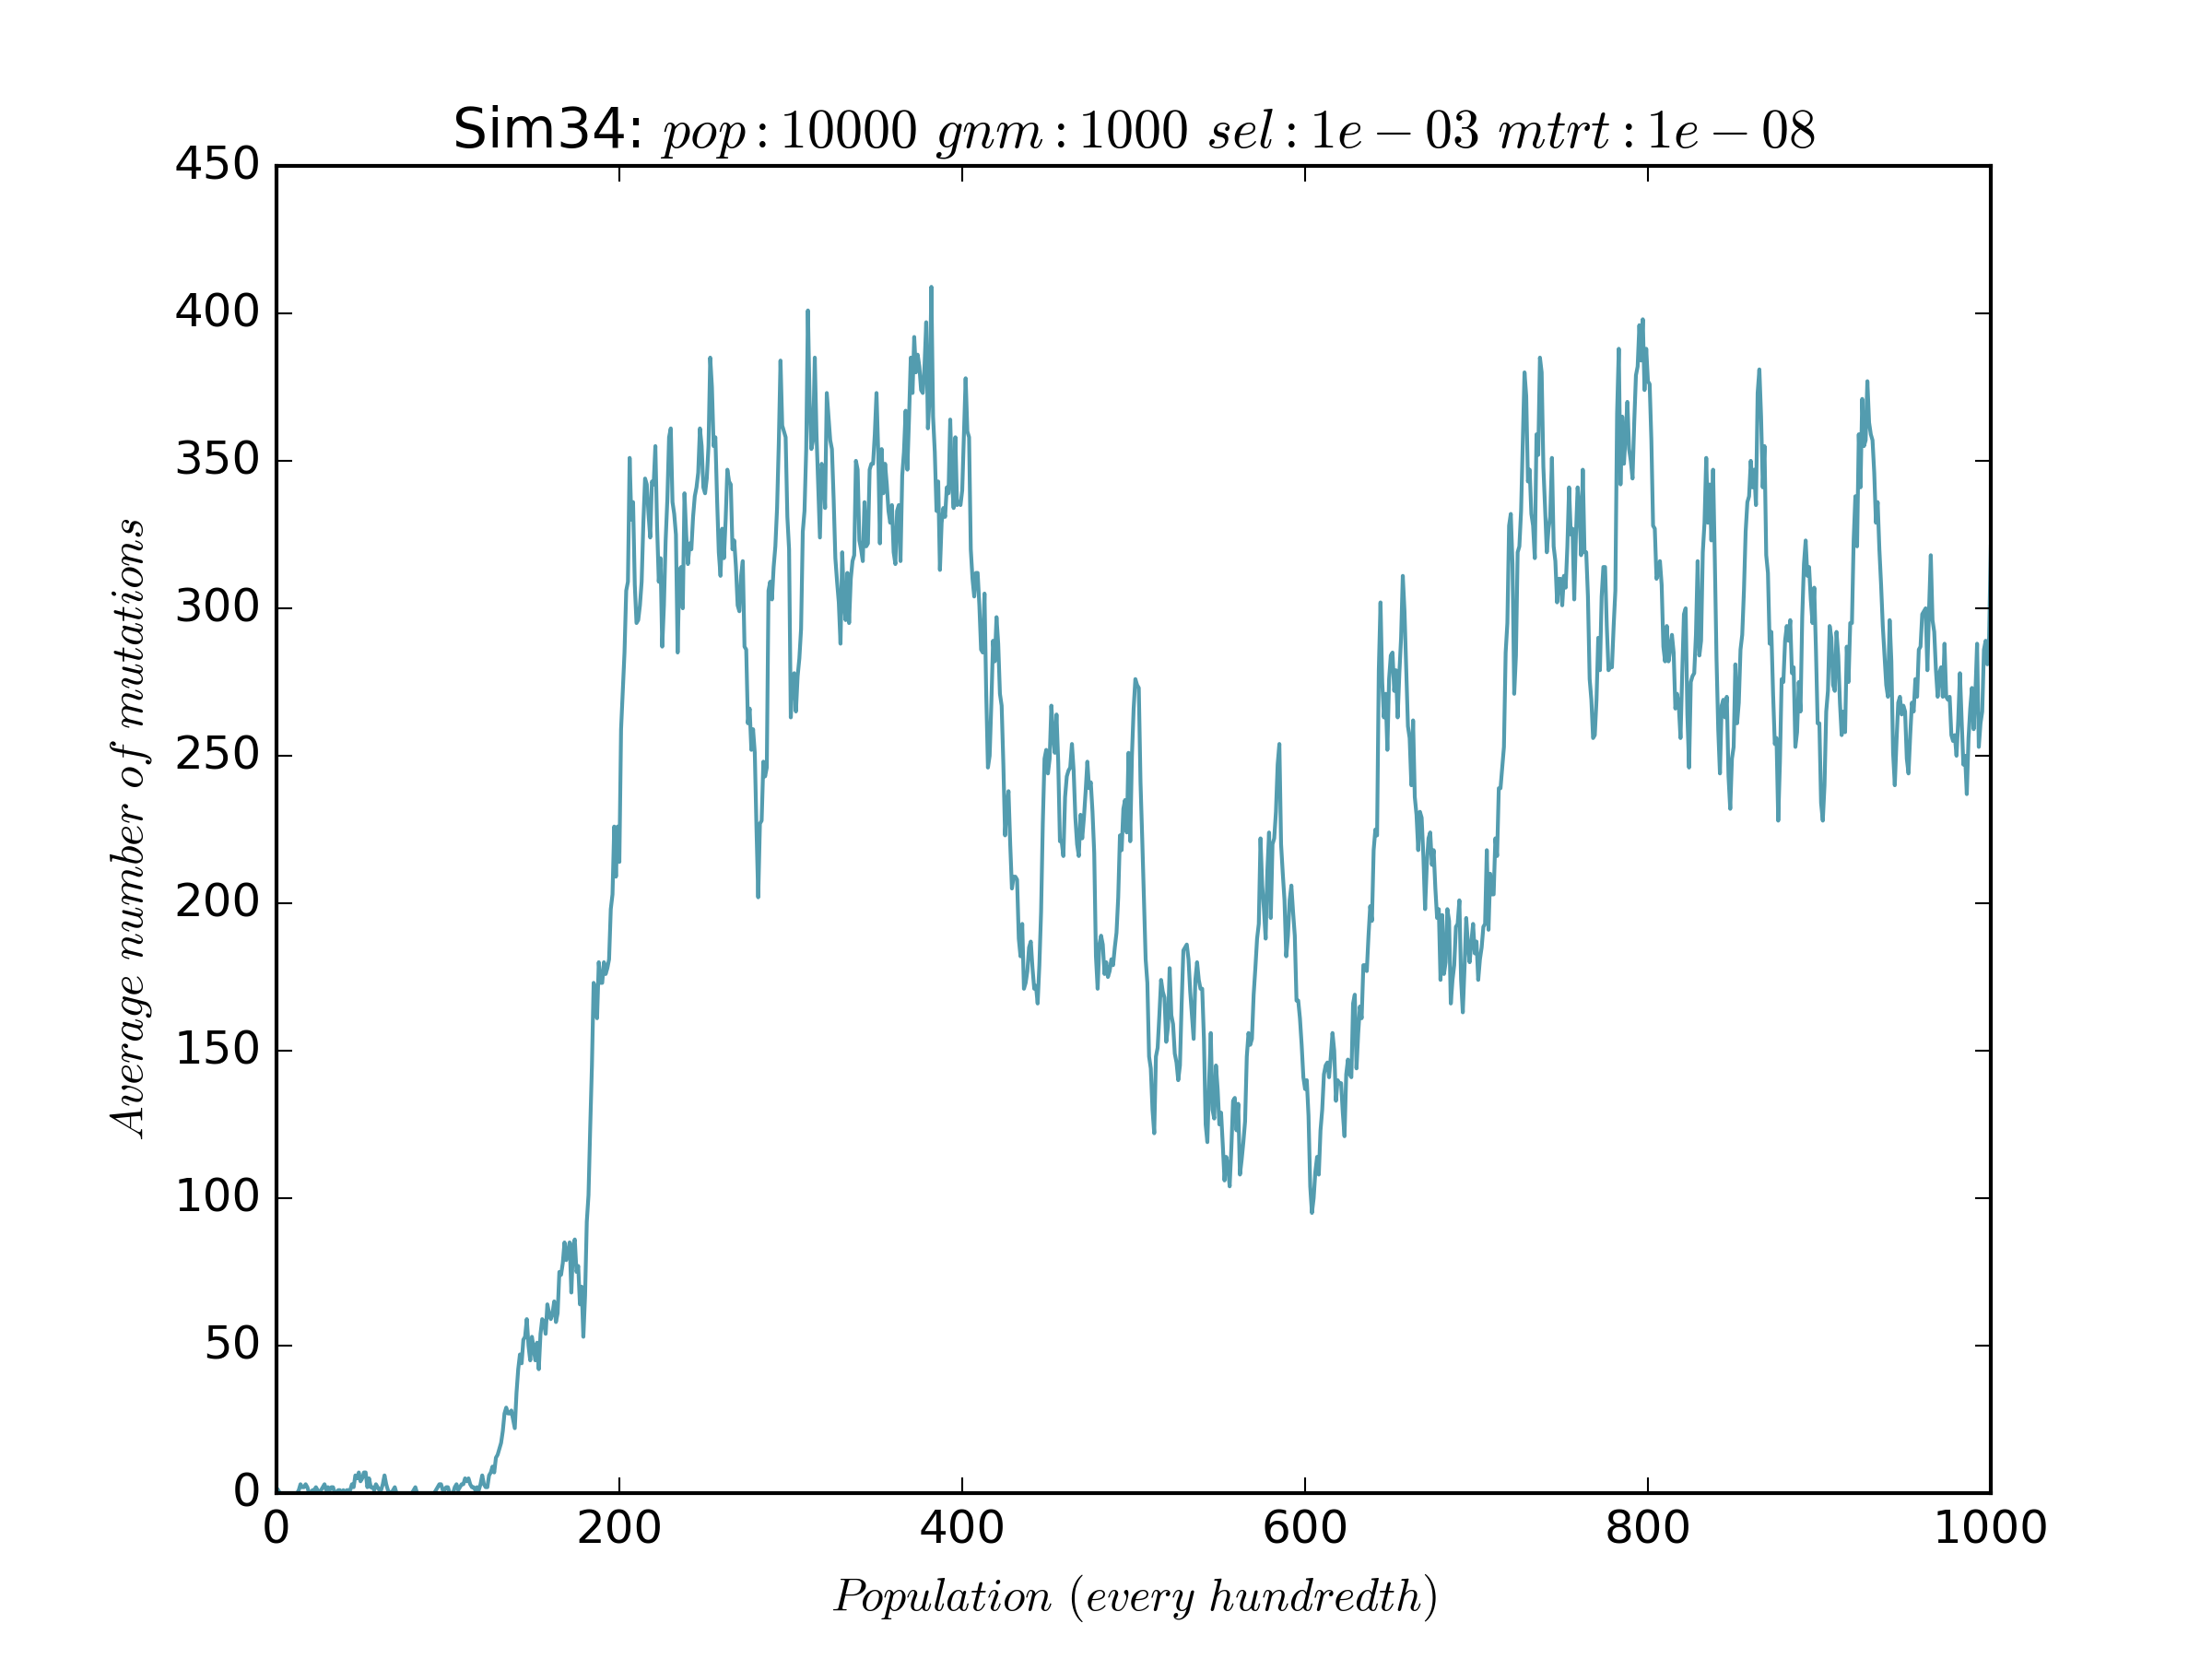 Sim34: pop : 10000 gnm : 1000 sel : 1e − 03 mtrt : 1e − 08
450
400
350
300
250
200
150
100
50
0
Average number of mutations
0 200 400 600 800 1000
Population (every hundredth)